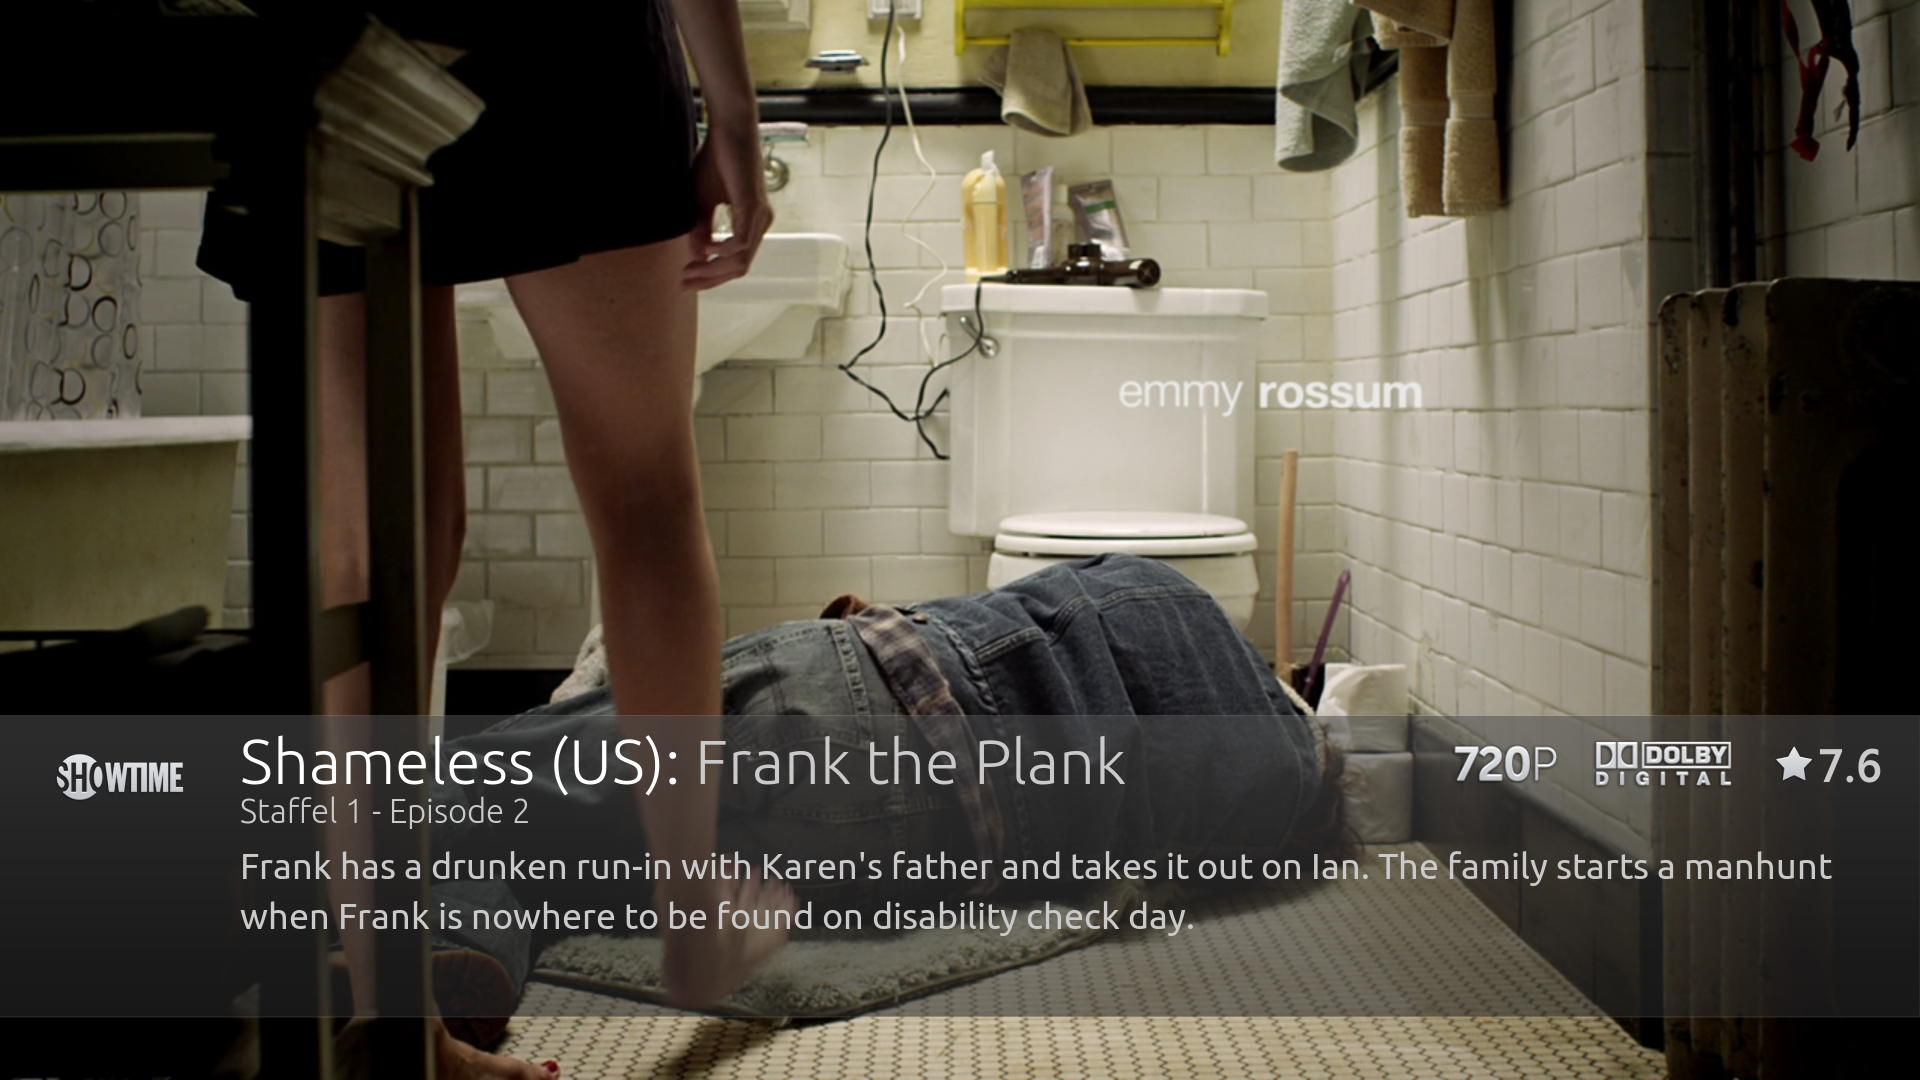 emmy rossum
SHOWTIME
Shameless (US): Frank the Plank
720P
DOLBY
DIGITAL
7.6
Staffel 1 - Episode 2
Frank has a drunken run-in with Karen's father and takes it out on Ian. The family starts a manhunt
when Frank is nowhere to be found on disability check day.